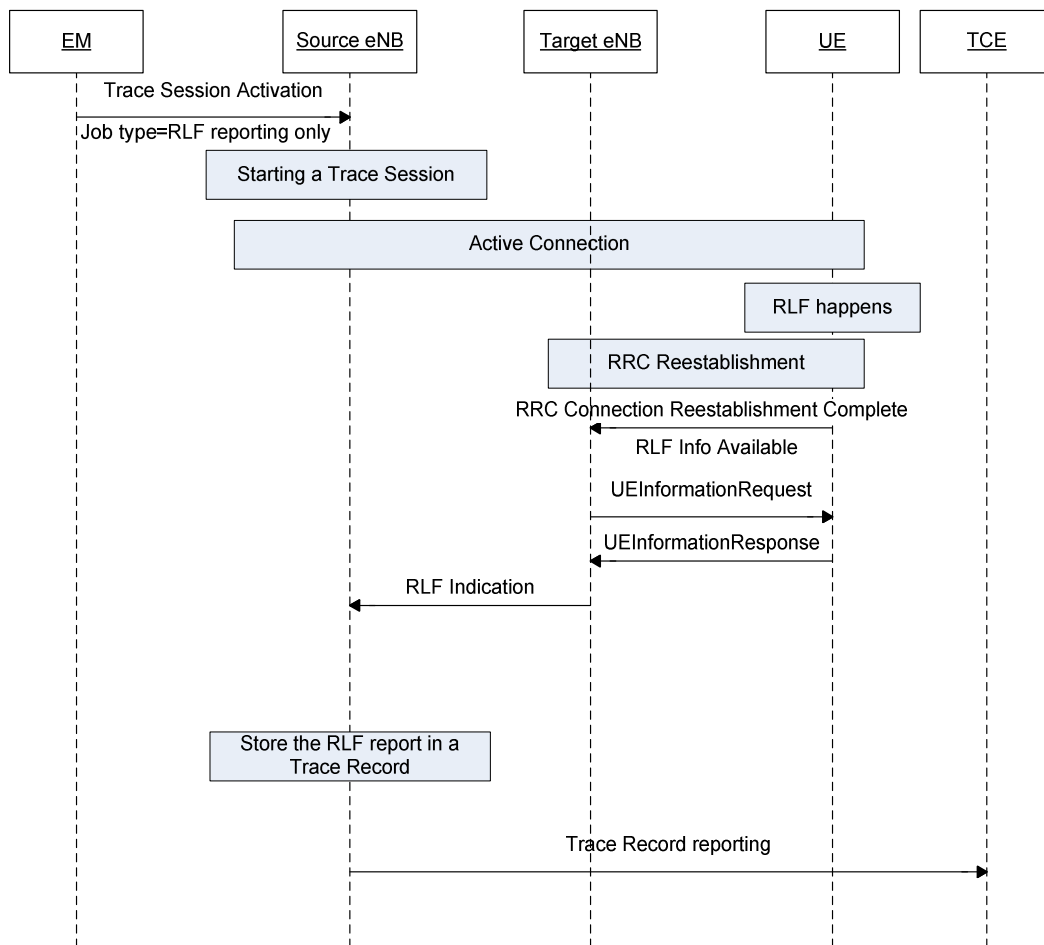 EM
Source eNB
Target eNB
UE
TCE
Trace Session Activation
Job type=RLF reporting only
Starting a Trace Session
Active Connection
RLF happens
RRC Reestablishment
RRC Connection Reestablishment Complete
RLF Info Available
UEInformationRequest
UEInformationResponse
RLF Indication
Store the RLF report in a
Trace Record
Trace Record reporting